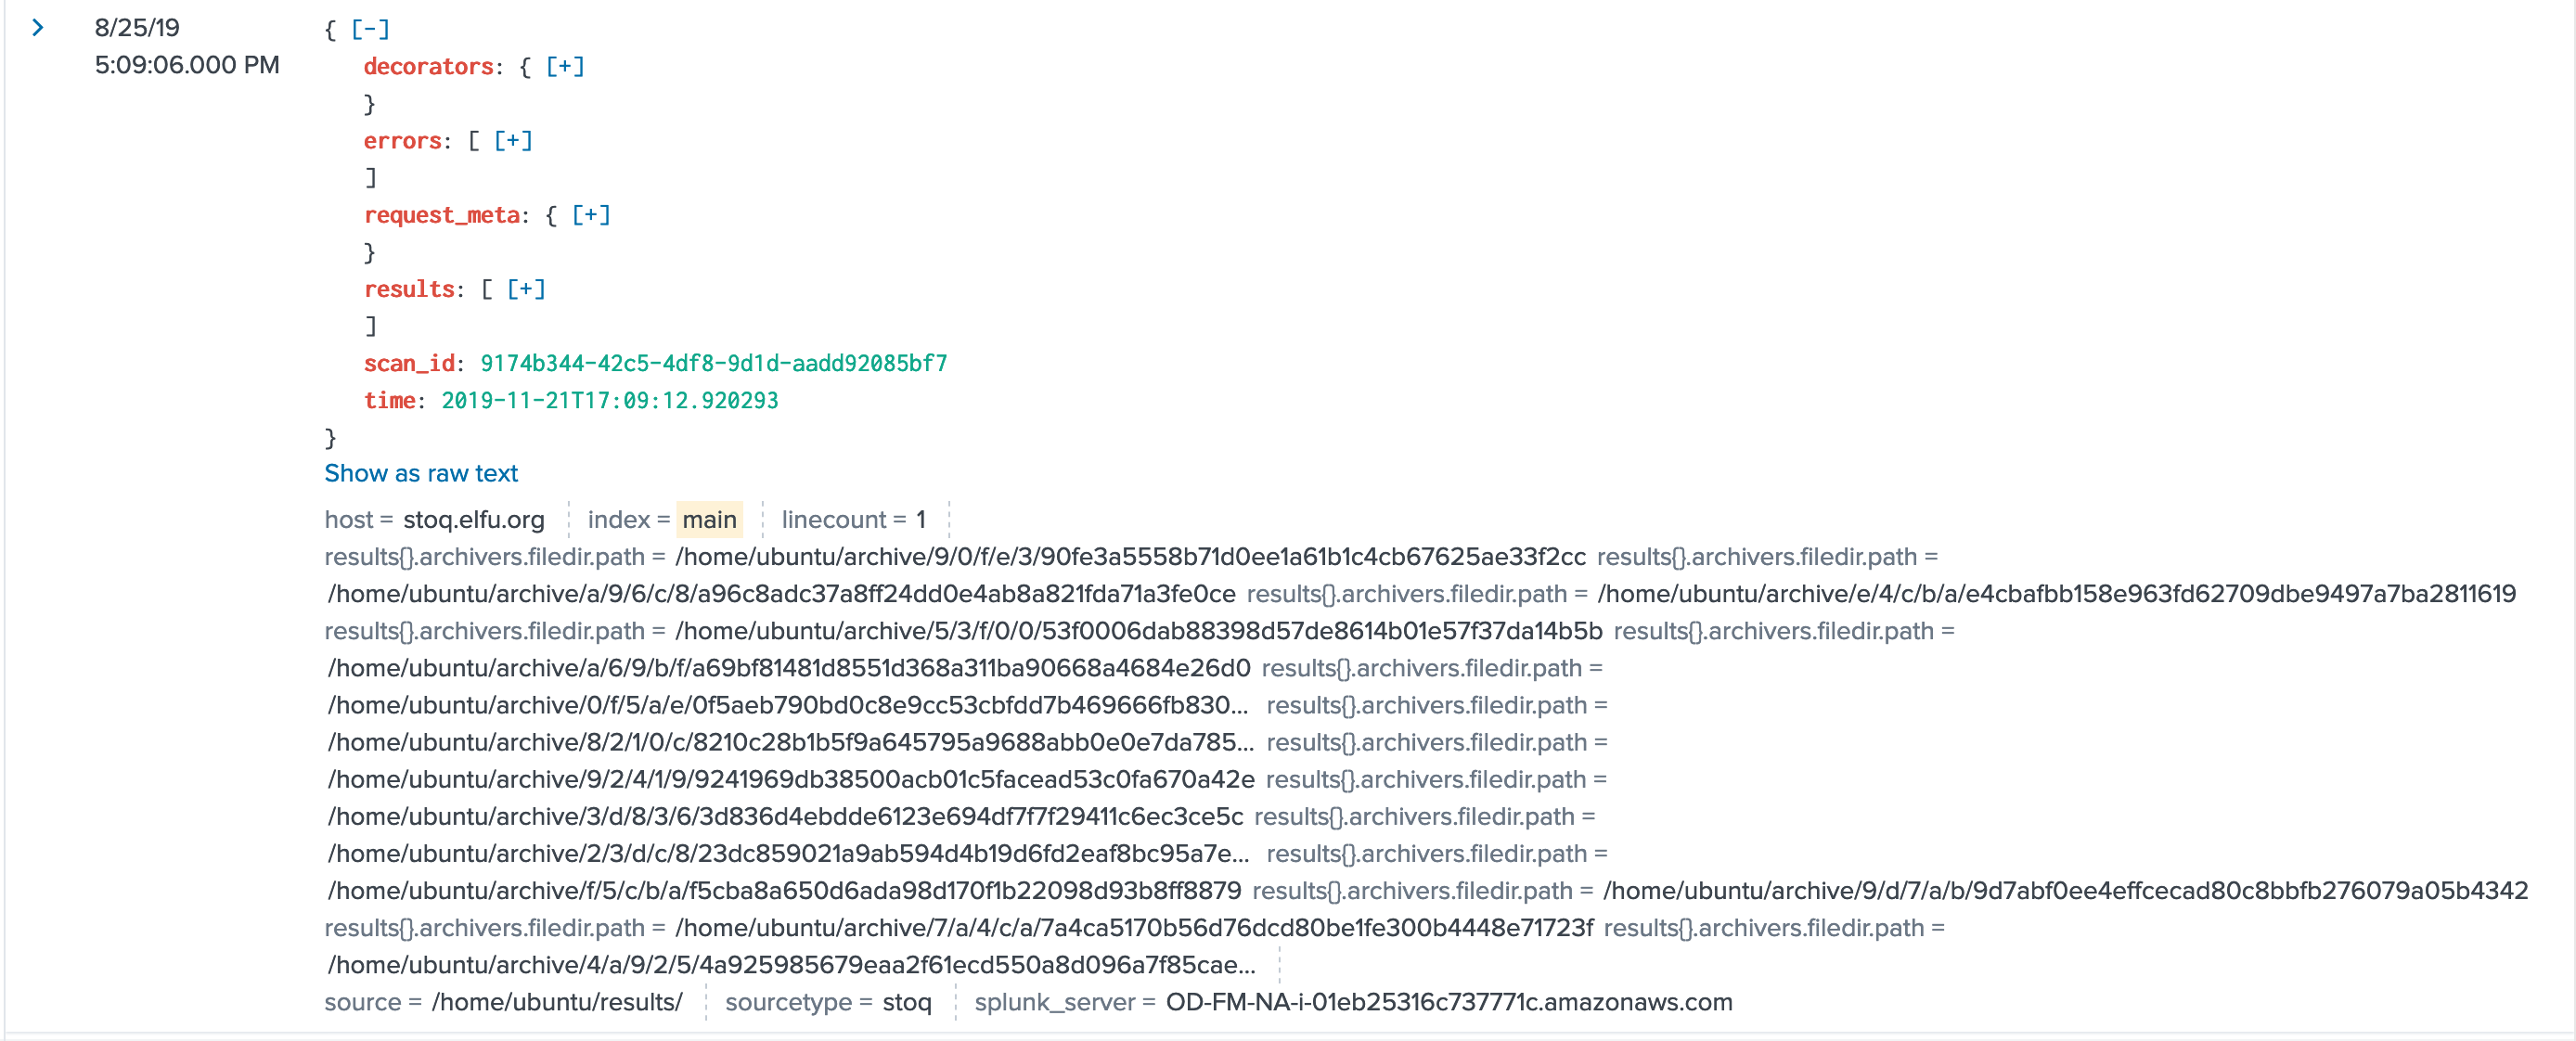 8/25/19
5:09:06.000 PM
{ [-]
decorators: { [+]
}
errors: [ [+]
]
request_meta: { [+]
}
results: [ [+]
]
scan_id: 9174b344-42c5-4df8-9d1d-aadd92085bf7
time: 2019-11-21T17:09:12.920293
}
Show as raw text
host = stoq.elfu.org index = main linecount = 1
results{}.archivers.filedir.path = /home/ubuntu/archive/9/0/f/e/3/90fe3a5558b71d0ee1a61b1c4cb67625ae33f2cc results{}.archivers.filedir.path =
/home/ubuntu/archive/a/9/6/c/8/a96c8adc37a8ff24dd0e4ab8a821fda71a3fe0ce results{}.archivers.filedir.path = /home/ubuntu/archive/e/4/c/b/a/e4cbafbb158e963fd62709dbe9497a7ba2811619
results{}.archivers.filedir.path = /home/ubuntu/archive/5/3/f/0/0/53f0006dab88398d57de8614b01e57f37da14b5b results{}.archivers.filedir.path =
/home/ubuntu/archive/a/6/9/b/f/a69bf81481d8551d368a311ba90668a4684e26d0 results{}.archivers.filedir.path =
/home/ubuntu/archive/0/f/5/a/e/0f5aeb790bd0c8e9cc53cbfdd7b469666fb830... results{}.archivers.filedir.path =
/home/ubuntu/archive/8/2/1/0/c/8210c28b1b5f9a645795a9688abb0e0e7da785... results{}.archivers.filedir.path =
/home/ubuntu/archive/9/2/4/1/9/9241969db38500acb01c5facead53c0fa670a42e results{}.archivers.filedir.path =
/home/ubuntu/archive/3/d/8/3/6/3d836d4ebdde6123e694df7f7f29411c6ec3ce5c results{}.archivers.filedir.path =
/home/ubuntu/archive/2/3/d/c/8/23dc859021a9ab594d4b19d6fd2eaf8bc95a7e... results{}.archivers.filedir.path =
/home/ubuntu/archive/f/5/c/b/a/f5cba8a650d6ada98d170f1b22098d93b8ff8879 results{}.archivers.filedir.path = /home/ubuntu/archive/9/d/7/a/b/9d7abf0ee4effcecad80c8bbfb276079a05b4342
results{}.archivers.filedir.path = /home/ubuntu/archive/7/a/4/c/a/7a4ca5170b56d76dcd80be1fe300b4448e71723f results{}.archivers.filedir.path =
/home/ubuntu/archive/4/a/9/2/5/4a925985679eaa2f61ecd550a8d096a7f85cae...
source = /home/ubuntu/results/ sourcetype = stoq splunk_server = OD-FM-NA-i-01eb25316c737771c.amazonaws.com